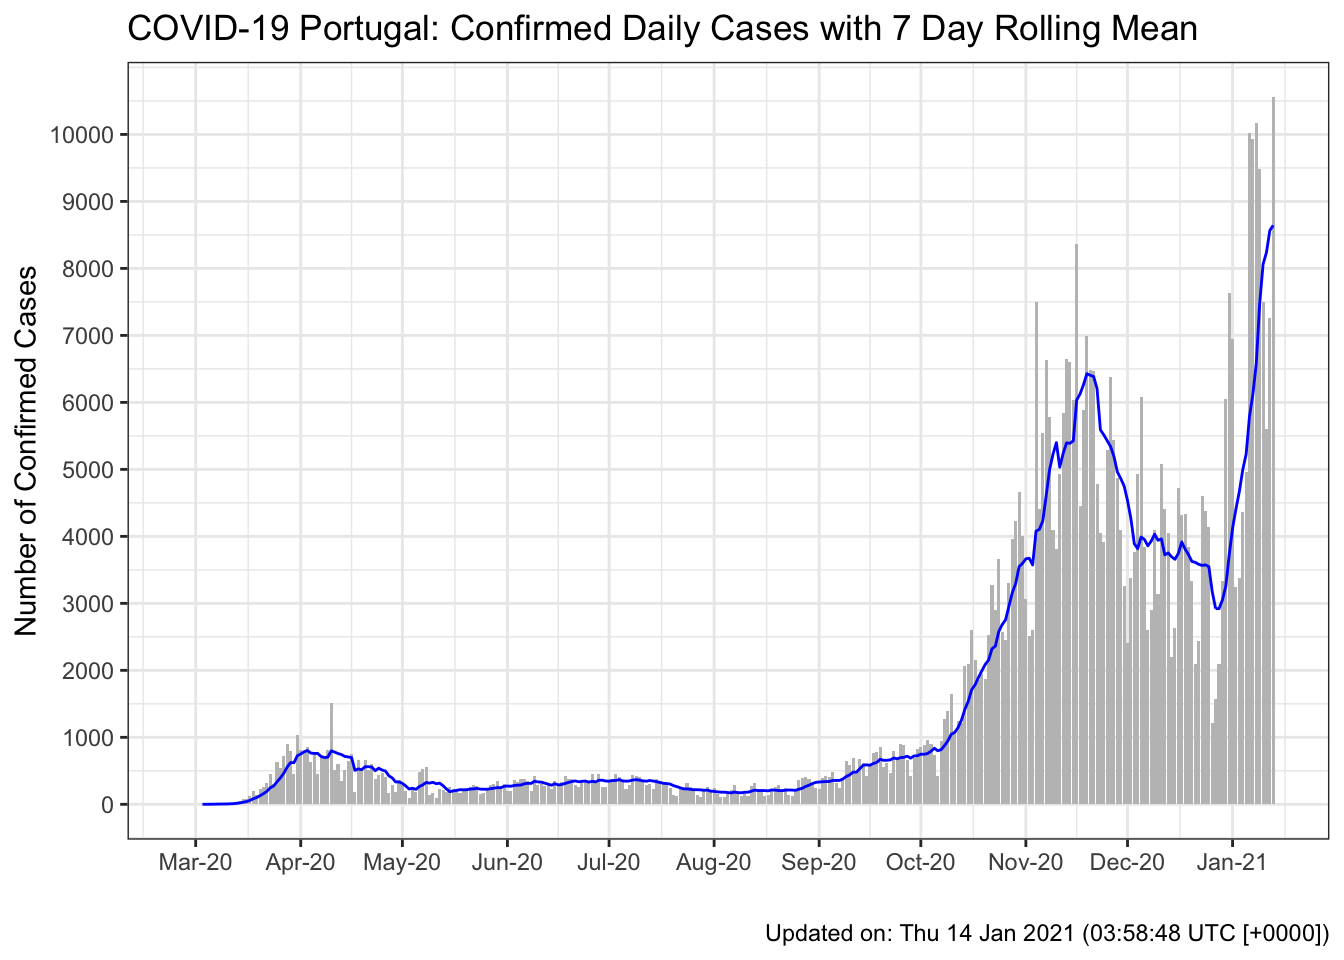 COVID-19 Portugal: Confirmed Daily Cases with 7 Day Rolling Mean
Number of Confirmed Cases
10000
9000
8000
7000
6000
5000
4000
3000
2000
1000
0
Mar-20 Apr-20 May-20 Jun-20 Jul-20 Aug-20 Sep-20 Oct-20 Nov-20 Dec-20 Jan-21
Updated on: Thu 14 Jan 2021 (03:58:48 UTC [+0000])